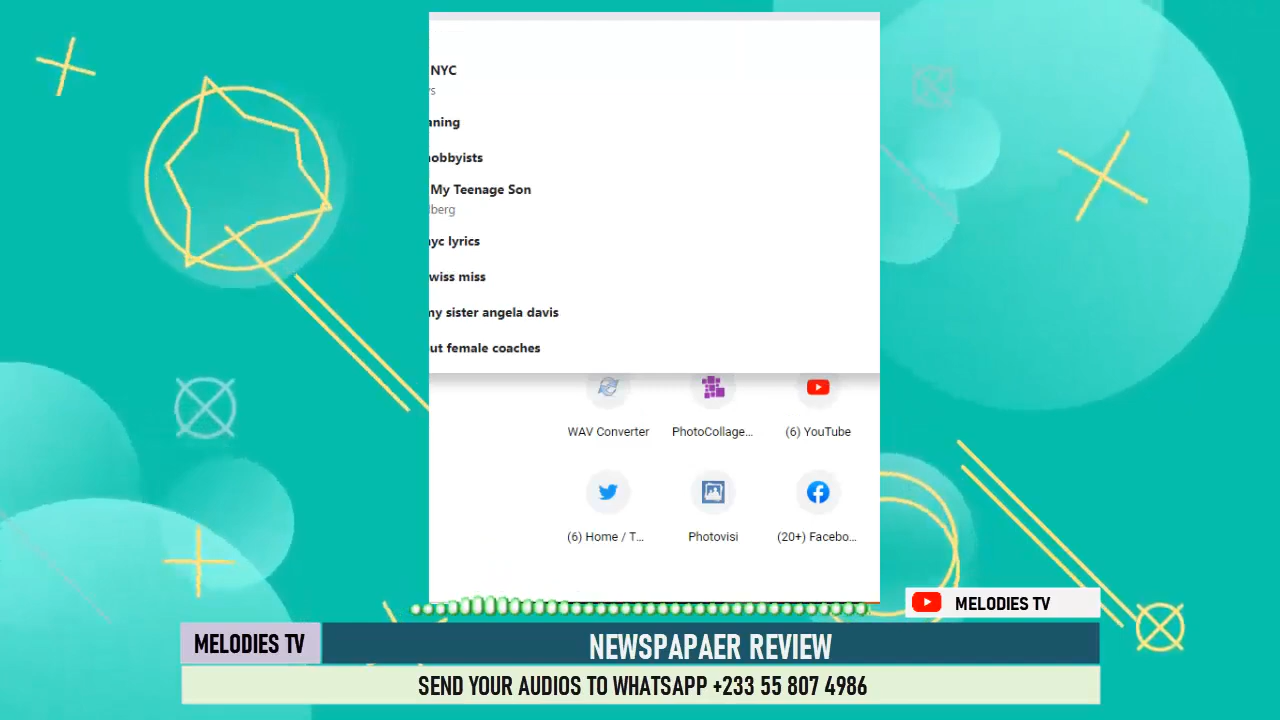 NYC
aning
hobbyists
My Teenage Son
lberg
nyc lyrics
wiss miss
my sister angela davis
ut female coaches
WAV Converter
PhotoCollage...
(6) YouTube
(6) Home / T...
Photovisi
(20+) Facebo...
MELODIES TV
MELODIES TV
NEWSPAPAER REVIEW
SEND YOUR AUDIOS TO WHATSAPP +233 55 807 4986